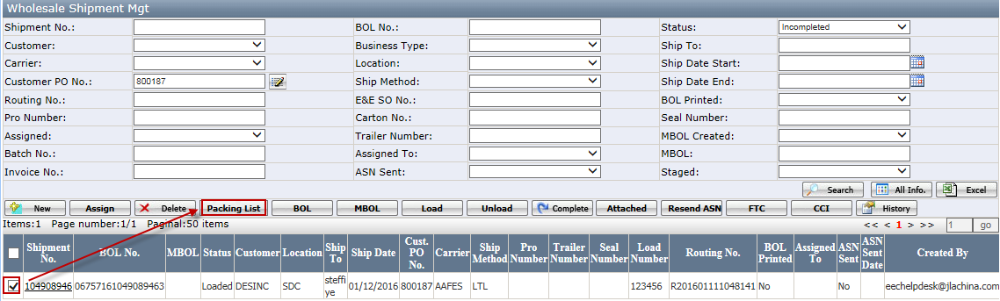 Wholesale Shipment Mgt
Shipment No.: BOL No.: Status: Incompleted
Customer: Business Type: Ship To:
Carrier: Location: Ship Date Start:
Customer PO No.: 800187 Ship Method: Ship Date End:
Routing No.: E&E SO No.: BOL Printed:
Pro Number: Carton No.: Seal Number:
Assigned: Trailer Number: MBOL Created:
Batch No.: Assigned To: MBOL:
Invoice No.: ASN Sent: Staged:
Search All Info. Excel
New Assign Delete Packing List BOL MBOL Load Unload Complete Attached Resend ASN FTC CCI History
Items:1 Page number:1/1 Paginal:50 items << < 1 > >> 1 go
Shipment No. BOL No. MBOL Status Customer Location Ship To Ship Date Cust. PO No. Carrier Ship Method Pro Number Trailer Number Seal Number Load Number Routing No. BOL Printed Assigned To ASN Sent ASN Sent Date Created By
104908946 06757161049089463 Loaded DESINC SDC steffiye 01/12/2016 800187 AAFES LTL 123456 R201601111048141 No No eechelpdesk@jlachina.com